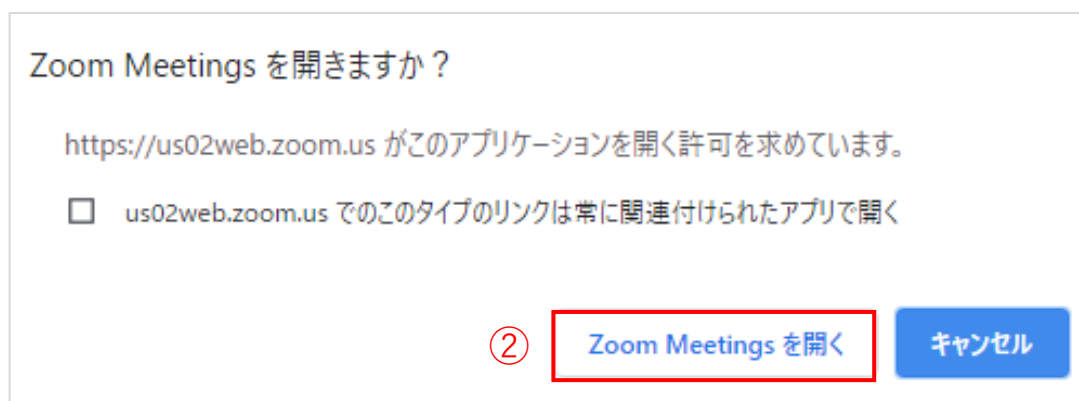 Zoom Meetings を開きますか？
https://us02web.zoom.us がこのアプリケーションを開く許可を求めています。
us02web.zoom.us でのこのタイプのリンクは常に関連付けられたアプリで開く
② Zoom Meetings を開く キャンセル